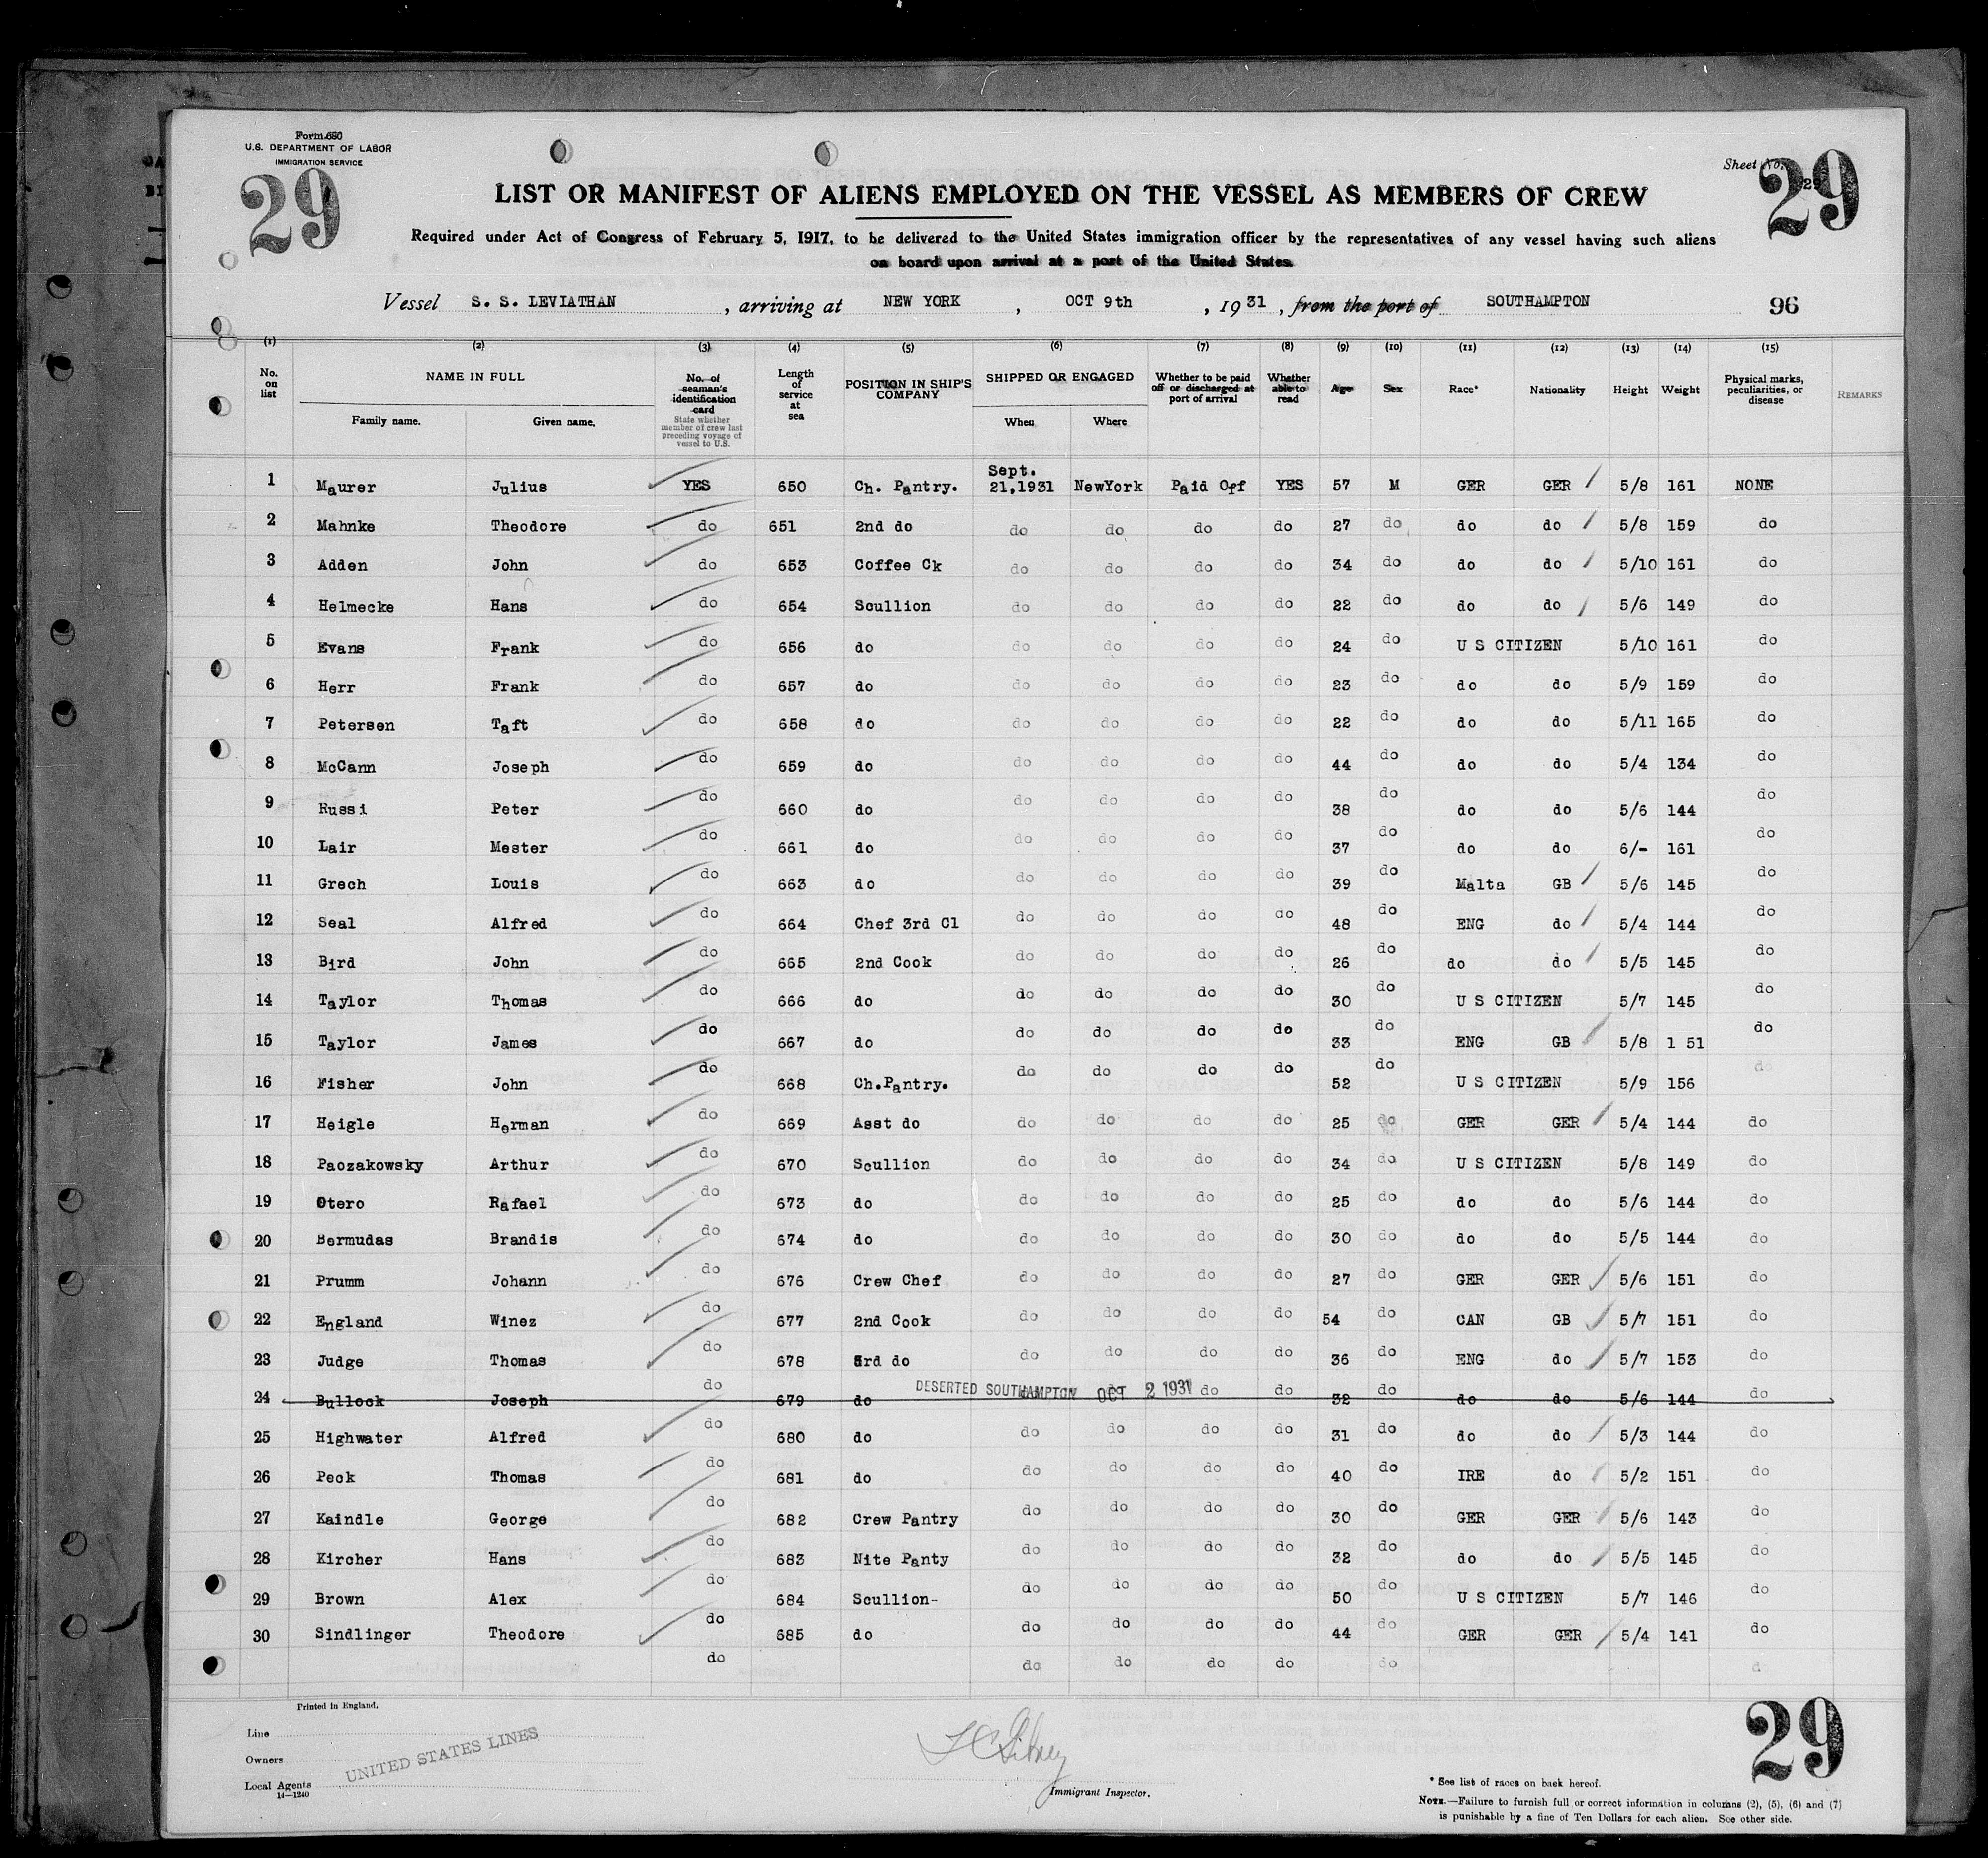 Form 680
U.S. DEPARTMENT OF LABOR
IMMIGRATION SERVICE
29
Sheet No. 29
29
LIST OR MANIFEST OF ALIENS EMPLOYED ON THE VESSEL AS MEMBERS OF CREW
Required under Act of Congress of February 5, 1917, to be delivered to the United States immigration officer by the representatives of any vessel having such aliens
on board upon arrival at a port of the United States.
Vessel S. S. LEVIATHAN , arriving at NEW YORK , OCT 9th , 1931 , from the port of SOUTHAMPTON 96
(1) (2) (3) (4) (5) (6) (7) (8) (9) (10) (11) (12) (13) (14) (15)
No. on list NAME IN FULL Family name. Given name. No. of seaman's identification card State whether member of crew last preceding voyage of vessel to U.S. Length of service at sea POSITION IN SHIP'S COMPANY SHIPPED OR ENGAGED When Where Whether to be paid off or discharged at port of arrival Whether able to read Age Sex Race* Nationality Height Weight Physical marks, peculiarities, or disease REMARKS
1 Maurer Julius YES 650 Ch. Pantry. Sept. 21,1931 NewYork Paid Off YES 57 M GER GER 5/8 161 NONE
2 Mahnke Theodore do 651 2nd do do do do do 27 do do do 5/8 159 do
3 Adden John do 653 Coffee Ck do do do do 34 do do do 5/10 161 do
4 Helmecke Hans do 654 Scullion do do do do 22 do do do 5/6 149 do
5 Evans Frank do 656 do do do do do 24 do U S CITIZEN 5/10 161 do
6 Herr Frank do 657 do do do do do 23 do do do 5/9 159 do
7 Petersen Taft do 658 do do do do do 22 do do do 5/11 165 do
8 McCann Joseph do 659 do do do do do 44 do do do 5/4 134 do
9 Russi Peter do 660 do do do do do 38 do do do 5/6 144 do
10 Lair Mester do 661 do do do do do 37 do do do 6/- 161 do
11 Grech Louis do 663 do do do do do 39 do Malta GB 5/6 145 do
12 Seal Alfred do 664 Chef 3rd Cl do do do do 48 do ENG do 5/4 144 do
13 Bird John do 665 2nd Cook do do do do 26 do do do 5/5 145 do
14 Taylor Thomas do 666 do do do do do 30 do U S CITIZEN 5/7 145 do
15 Taylor James do 667 do do do do do 33 do ENG GB 5/8 1 51 do
16 Fisher John do 668 Ch.Pantry. do do do do 52 do U S CITIZEN 5/9 156 do
17 Heigle Herman do 669 Asst do do do do do 25 do GER GER 5/4 144 do
18 Paozakowsky Arthur do 670 Scullion do do do do 34 do U S CITIZEN 5/8 149 do
19 Otero Rafael do 673 do do do do do 25 do do do 5/6 144 do
20 Bermudas Brandis do 674 do do do do do 30 do do do 5/5 144 do
21 Prumm Johann do 676 Crew Chef do do do do 27 do GER GER 5/6 151 do
22 England Winez do 677 2nd Cook do do do do 54 do CAN GB 5/7 151 do
23 Judge Thomas do 678 3rd do do do do do 36 do ENG do 5/7 153 do
24 Bullock Joseph do 679 do DESERTED SOUTHAMPTON OCT 2 1931 do do do do 32 do do do 5/6 144 do
25 Highwater Alfred do 680 do do do do do 31 do do do 5/3 144 do
26 Peck Thomas do 681 do do do do do 40 do IRE do 5/2 151 do
27 Kaindle George do 682 Crew Pantry do do do do 30 do GER GER 5/6 143 do
28 Kircher Hans do 683 Nite Panty do do do do 32 do do do 5/5 145 do
29 Brown Alex do 684 Scullion- do do do do 50 do U S CITIZEN 5/7 146 do
30 Sindlinger Theodore do 685 do do do do do 44 do GER GER 5/4 141 do
do do do do do do
Printed in England.
Line
Owners
Local Agents
14—1240
UNITED STATES LINES
Immigrant Inspector.
29
* See list of races on back hereof.
NOTE.—Failure to furnish full or correct information in columns (2), (5), (6) and (7)
is punishable by a fine of Ten Dollars for each alien. See other side.